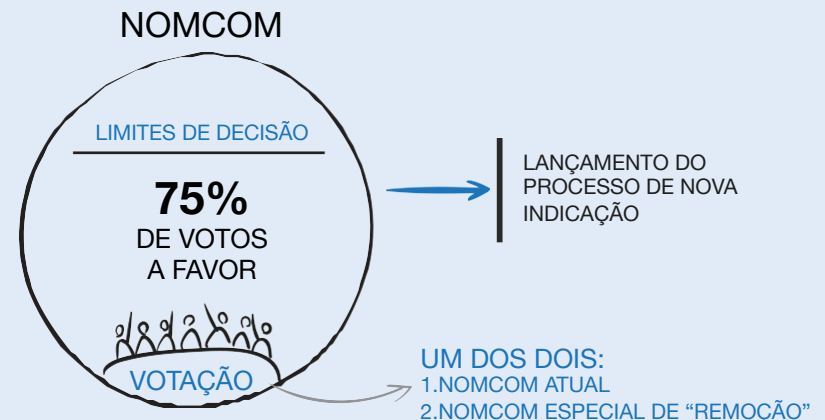 NOMCOM
LIMITES DE DECISÃO
75%
DE VOTOS
A FAVOR
VOTAÇÃO
LANÇAMENTO DO
PROCESSO DE NOVA
INDICAÇÃO
UM DOS DOIS:
1.NOMCOM ATUAL
2.NOMCOM ESPECIAL DE “REMOÇÃO”